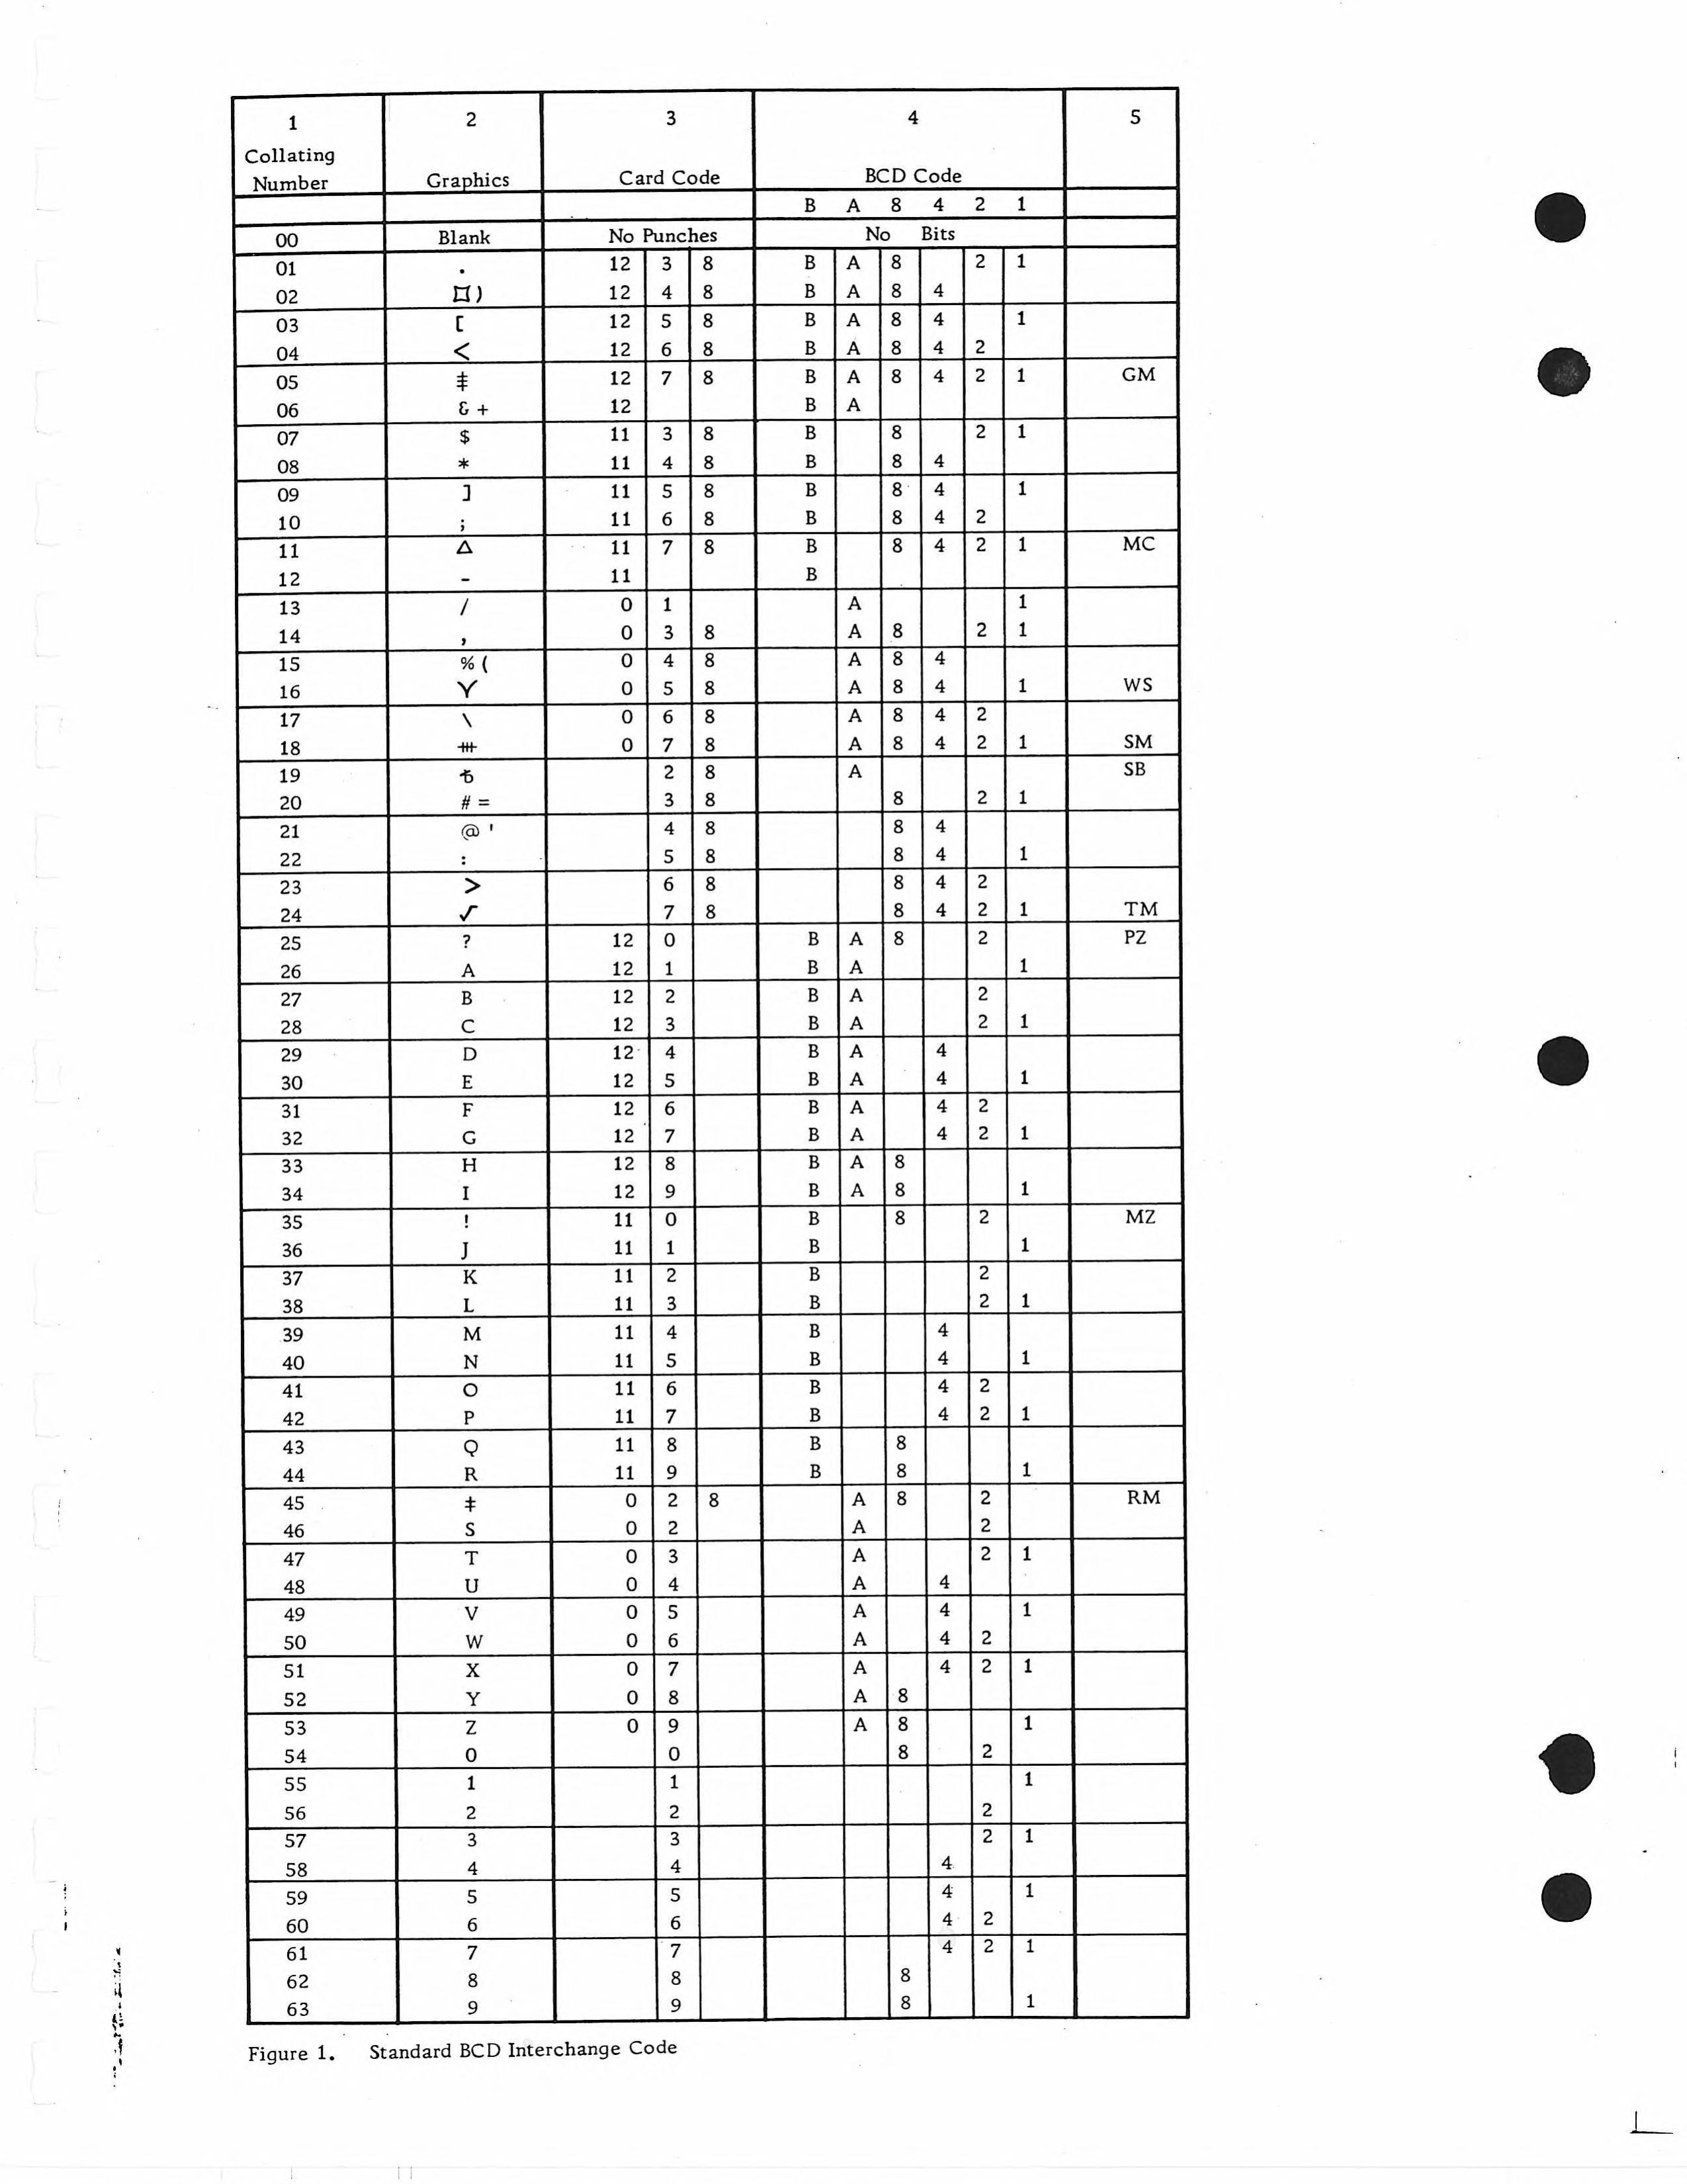 1 2 3 4 5
Collating
Number Graphics Card Code BCD Code
B A 8 4 2 1
00 Blank No Punches No Bits
01 . 12 3 8 B A 8 2 1
02 ⌑ ) 12 4 8 B A 8 4
03 [ 12 5 8 B A 8 4 1
04 < 12 6 8 B A 8 4 2
05 ⯒ 12 7 8 B A 8 4 2 1 GM
06 & + 12 B A
07 $ 11 3 8 B 8 2 1
08 * 11 4 8 B 8 4
09 ] 11 5 8 B 8 4 1
10 ; 11 6 8 B 8 4 2
11 Δ 11 7 8 B 8 4 2 1 MC
12 - 11 B
13 / 0 1 A 1
14 , 0 3 8 A 8 2 1
15 % ( 0 4 8 A 8 4
16 ⋎ 0 5 8 A 8 4 1 WS
17 \ 0 6 8 A 8 4 2
18 ⧻ 0 7 8 A 8 4 2 1 SM
19 ␢ 2 8 A SB
20 # = 3 8 8 2 1
21 @ ' 4 8 8 4
22 : 5 8 8 4 1
23 > 6 8 8 4 2
24 √ 7 8 8 4 2 1 TM
25 ? 12 0 B A 8 2 PZ
26 A 12 1 B A 1
27 B 12 2 B A 2
28 C 12 3 B A 2 1
29 D 12 4 B A 4
30 E 12 5 B A 4 1
31 F 12 6 B A 4 2
32 G 12 7 B A 4 2 1
33 H 12 8 B A 8
34 I 12 9 B A 8 1
35 ! 11 0 B 8 2 MZ
36 J 11 1 B 1
37 K 11 2 B 2
38 L 11 3 B 2 1
39 M 11 4 B 4
40 N 11 5 B 4 1
41 O 11 6 B 4 2
42 P 11 7 B 4 2 1
43 Q 11 8 B 8
44 R 11 9 B 8 1
45 ‡ 0 2 8 A 8 2 RM
46 S 0 2 A 2
47 T 0 3 A 2 1
48 U 0 4 A 4
49 V 0 5 A 4 1
50 W 0 6 A 4 2
51 X 0 7 A 4 2 1
52 Y 0 8 A 8
53 Z 0 9 A 8 1
54 0 0 8 2
55 1 1 1
56 2 2 2
57 3 3 2 1
58 4 4 4
59 5 5 4 1
60 6 6 4 2
61 7 7 4 2 1
62 8 8 8
63 9 9 8 1
Figure 1. Standard BCD Interchange Code